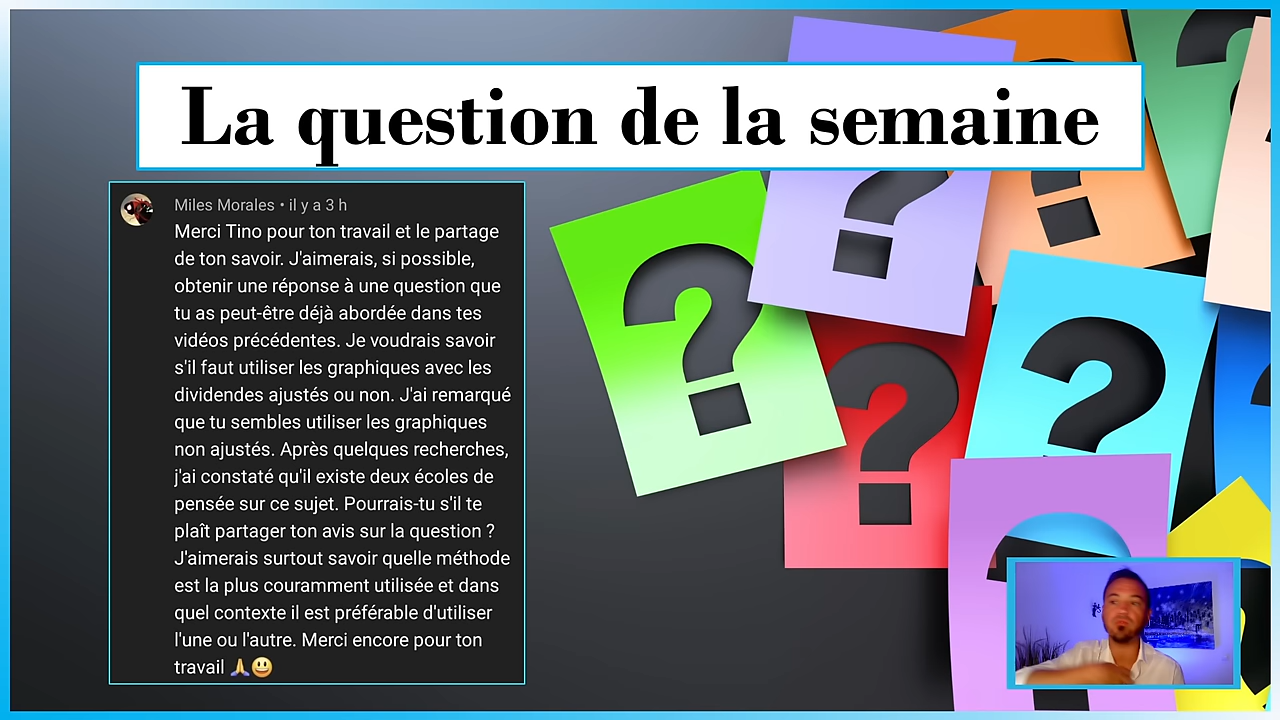 La question de la semaine
Miles Morales • il y a 3 h
Merci Tino pour ton travail et le partage
de ton savoir. J'aimerais, si possible,
obtenir une réponse à une question que
tu as peut-être déjà abordée dans tes
vidéos précédentes. Je voudrais savoir
s'il faut utiliser les graphiques avec les
dividendes ajustés ou non. J'ai remarqué
que tu sembles utiliser les graphiques
non ajustés. Après quelques recherches,
j'ai constaté qu'il existe deux écoles de
pensée sur ce sujet. Pourrais-tu s'il te
plaît partager ton avis sur la question ?
J'aimerais surtout savoir quelle méthode
est la plus couramment utilisée et dans
quel contexte il est préférable d'utiliser
l'une ou l'autre. Merci encore pour ton
travail 🙏😃
? ? ? ? ? ?